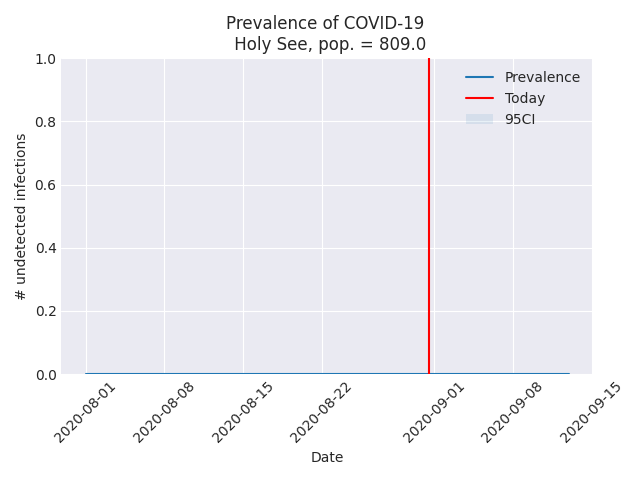 Prevalence of COVID-19
Holy See, pop. = 809.0
Prevalence
Today
95CI
# undetected infections
1.0
0.8
0.6
0.4
0.2
0.0
2020-08-01
2020-08-08
2020-08-15
2020-08-22
2020-09-01
2020-09-08
2020-09-15
Date